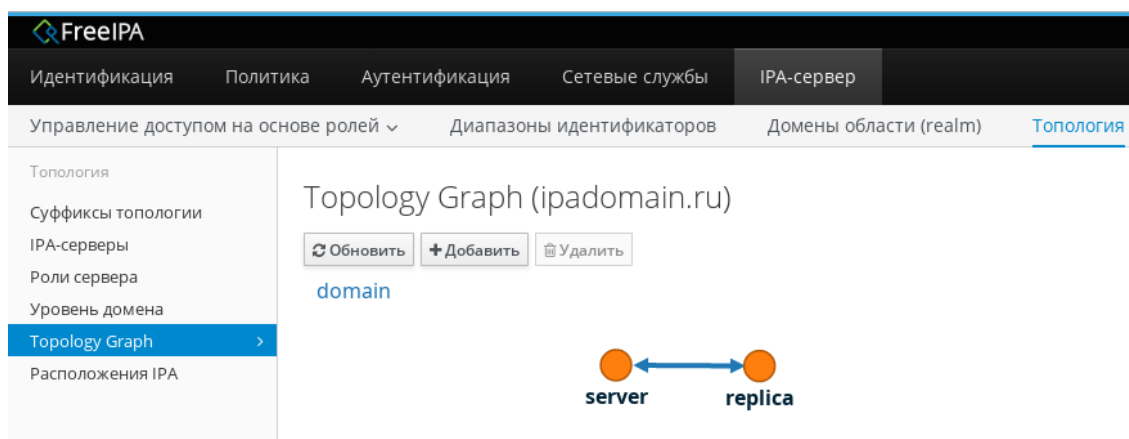 FreeIPA
Идентификация Политика Аутентификация Сетевые службы IPA-сервер
Управление доступом на основе ролей Диапазоны идентификаторов Домены области (realm) Топология
Топология
Суффиксы топологии
IPA-серверы
Роли сервера
Уровень домена
Topology Graph
Расположения IPA
Topology Graph (ipadomain.ru)
Обновить Добавить Удалить
domain
server replica